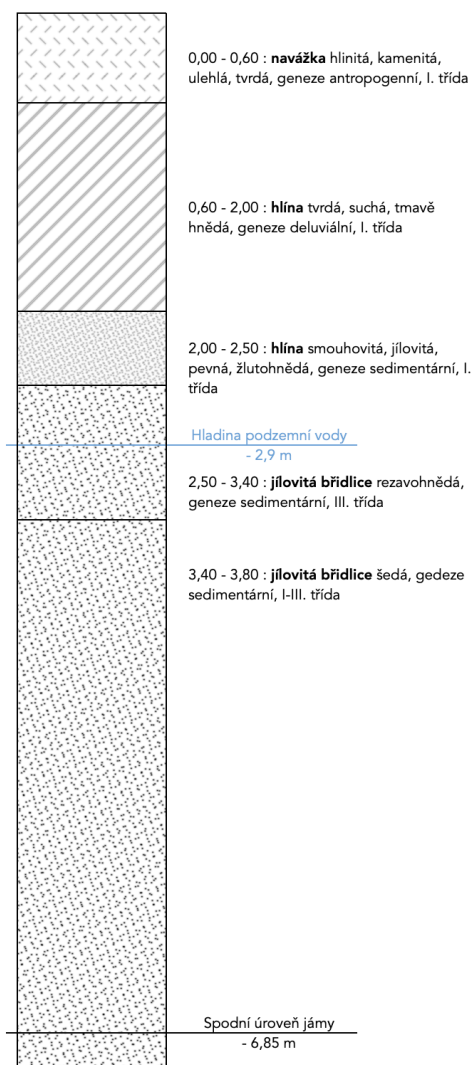 0,00 - 0,60 : navážka hlinitá, kamenitá,
ulehlá, tvrdá, geneze antropogenní, I. třída
0,60 - 2,00 : hlína tvrdá, suchá, tmavě
hnědá, geneze deluviální, I. třída
2,00 - 2,50 : hlína smouhovitá, jílovitá,
pevná, žlutohnědá, geneze sedimentární, I.
třída
Hladina podzemní vody
- 2,9 m
2,50 - 3,40 : jílovitá břidlice rezavohnědá,
geneze sedimentární, III. třída
3,40 - 3,80 : jílovitá břidlice šedá, gedeze
sedimentární, I-III. třída
Spodní úroveň jámy
- 6,85 m